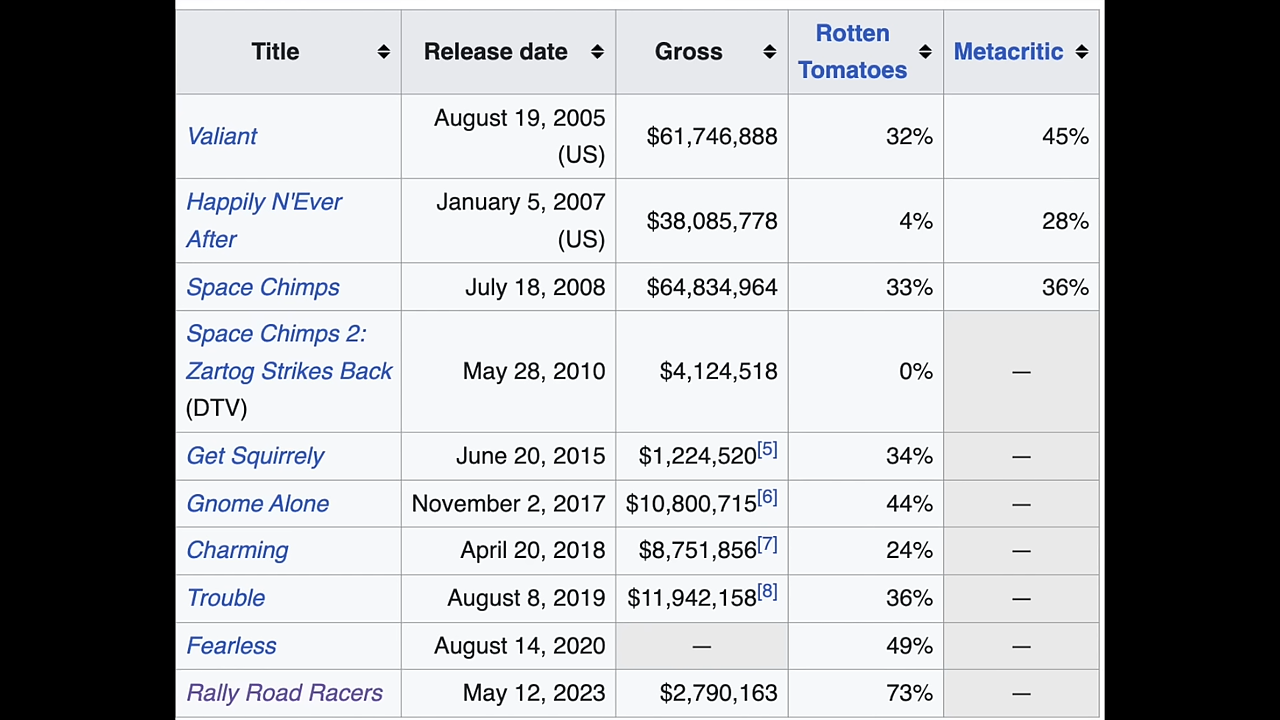 Title Release date Gross Rotten Tomatoes Metacritic
Valiant August 19, 2005 (US) $61,746,888 32% 45%
Happily N'Ever After January 5, 2007 (US) $38,085,778 4% 28%
Space Chimps July 18, 2008 $64,834,964 33% 36%
Space Chimps 2: Zartog Strikes Back (DTV) May 28, 2010 $4,124,518 0% —
Get Squirrely June 20, 2015 $1,224,520[5] 34% —
Gnome Alone November 2, 2017 $10,800,715[6] 44% —
Charming April 20, 2018 $8,751,856[7] 24% —
Trouble August 8, 2019 $11,942,158[8] 36% —
Fearless August 14, 2020 — 49% —
Rally Road Racers May 12, 2023 $2,790,163 73% —